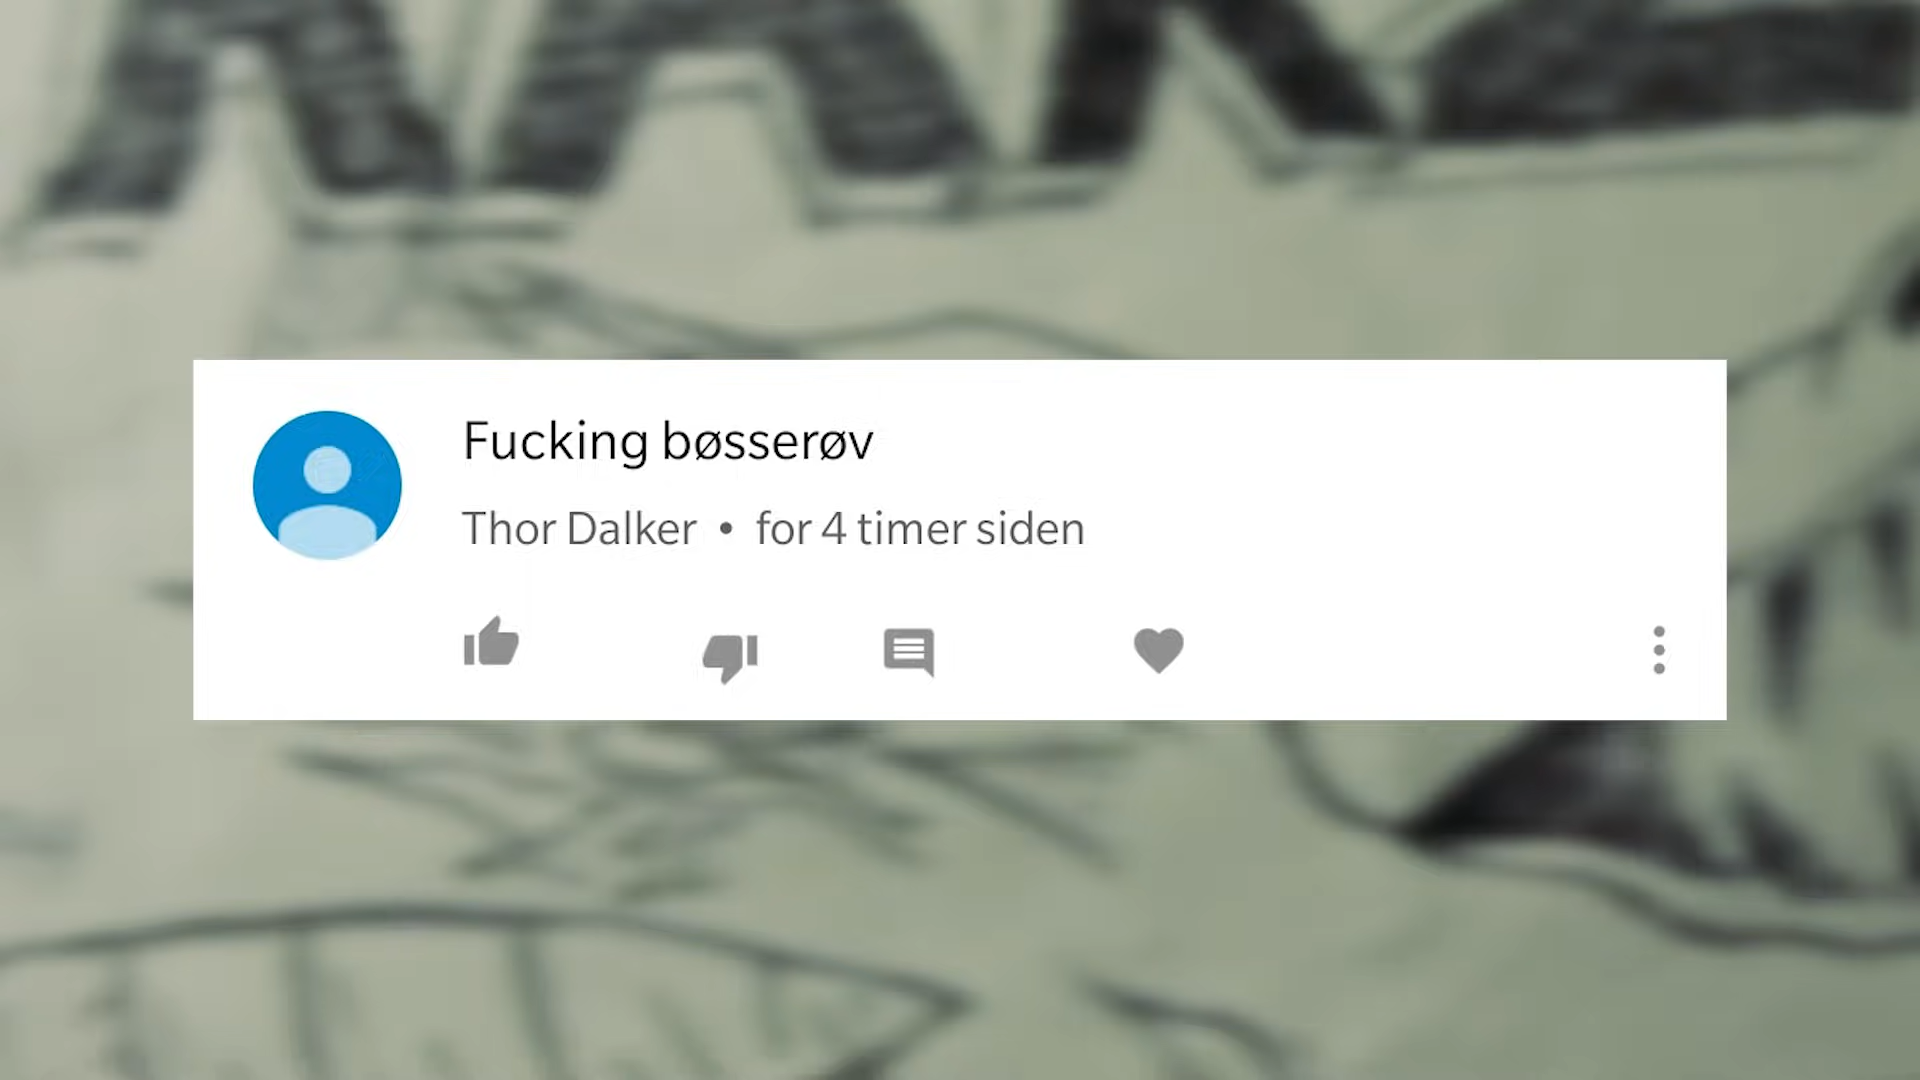 Fucking bøsserøv
Thor Dalker • for 4 timer siden